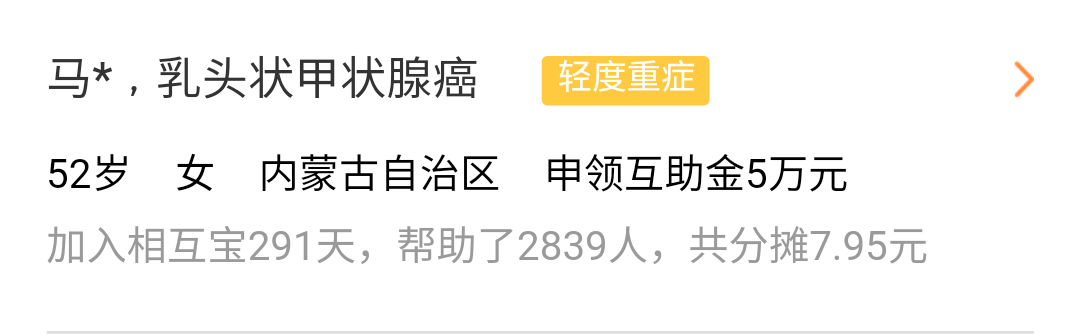 马*，乳头状甲状腺癌 轻度重症
52岁 女 内蒙古自治区 申领互助金5万元
加入相互宝291天，帮助了2839人，共分摊7.95元